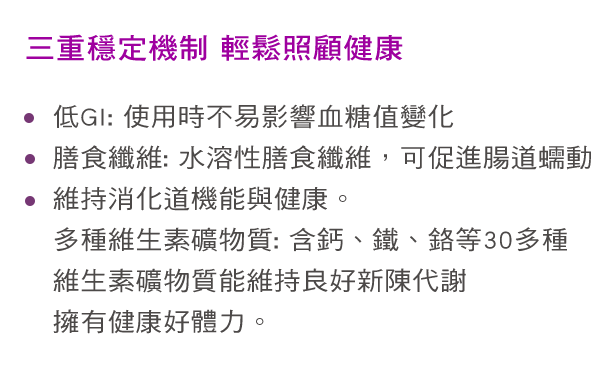 三重穩定機制 輕鬆照顧健康
• 低GI: 使用時不易影響血糖值變化
• 膳食纖維: 水溶性膳食纖維，可促進腸道蠕動
• 維持消化道機能與健康。
多種維生素礦物質: 含鈣、鐵、鉻等30多種
維生素礦物質能維持良好新陳代謝
擁有健康好體力。